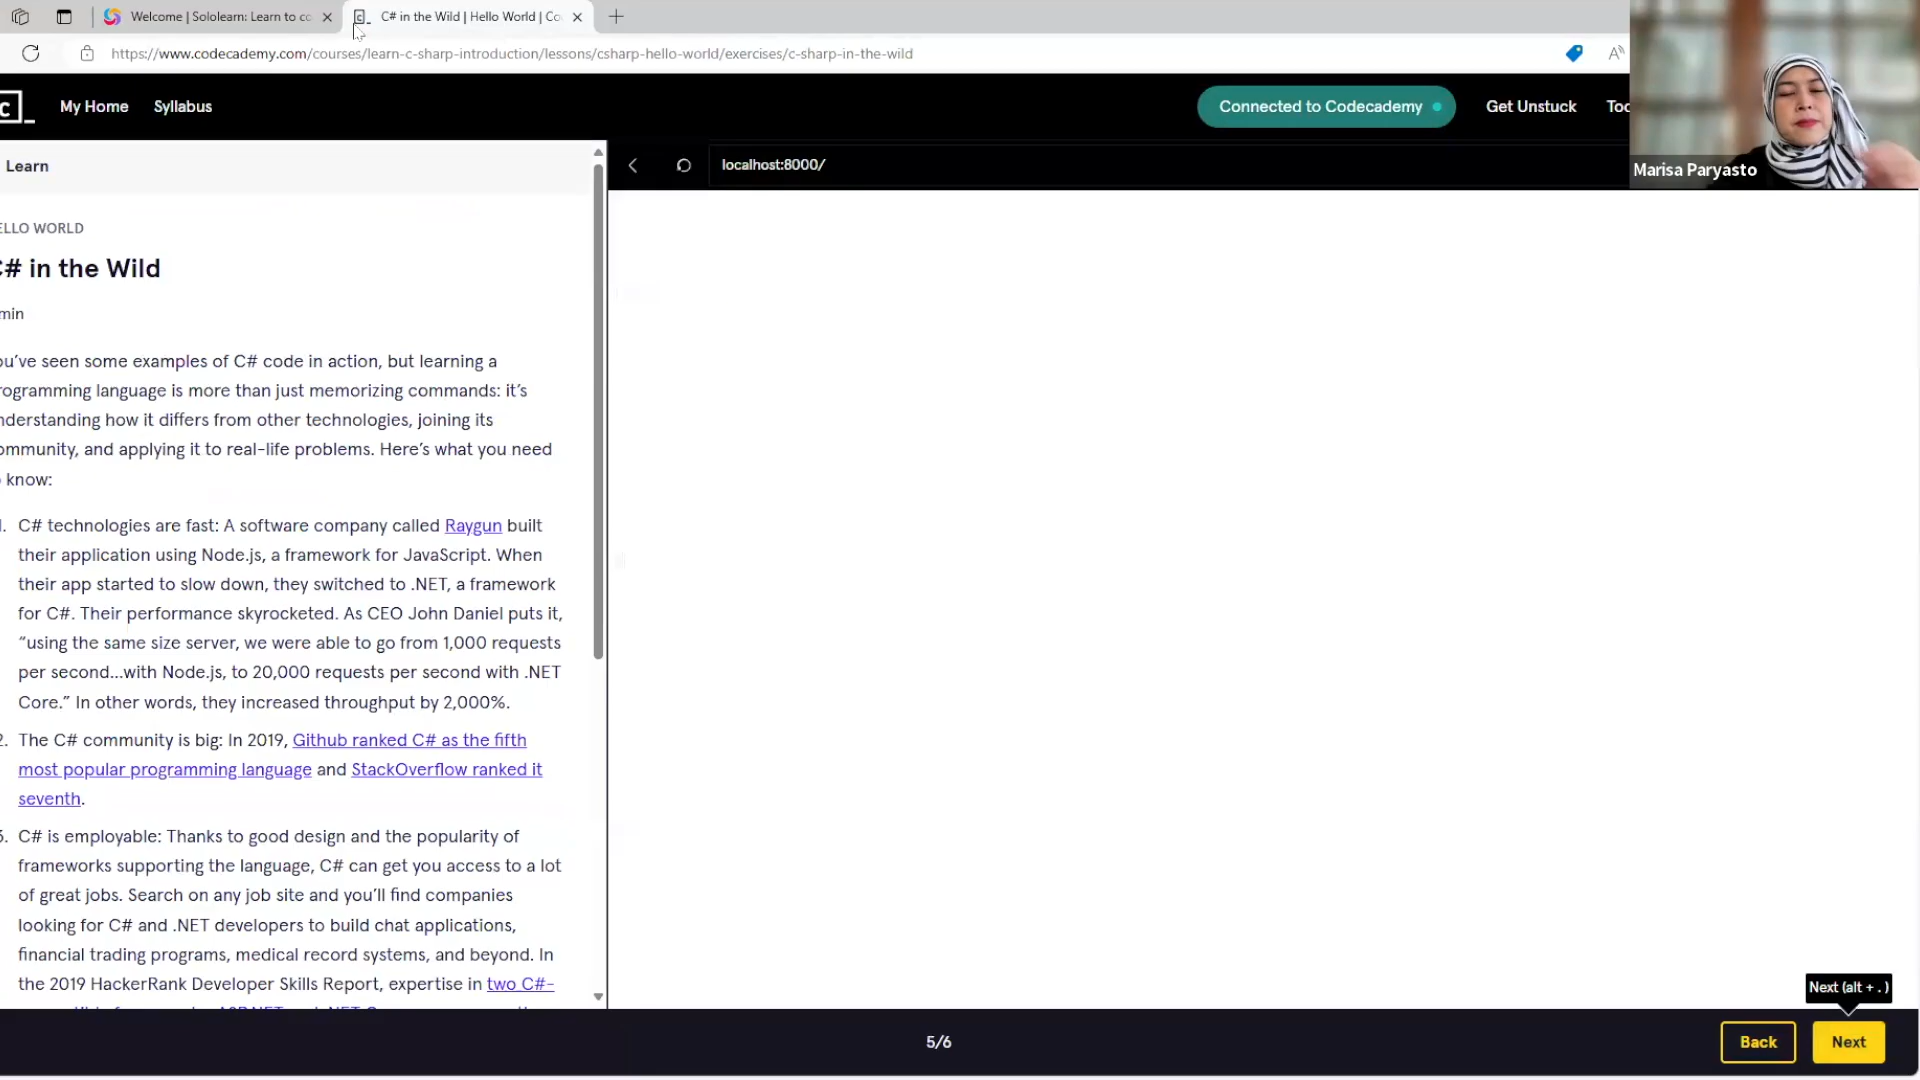 Welcome | Sololearn: Learn to co
C# in the Wild | Hello World | Co
https://www.codecademy.com/courses/learn-c-sharp-introduction/lessons/csharp-hello-world/exercises/c-sharp-in-the-wild
c_
My Home
Syllabus
Connected to Codecademy
Get Unstuck
Too
Marisa Paryasto
Learn
localhost:8000/
ELLO WORLD
C# in the Wild
min
ou've seen some examples of C# code in action, but learning a
rogramming language is more than just memorizing commands: it's
nderstanding how it differs from other technologies, joining its
ommunity, and applying it to real-life problems. Here's what you need
o know:
1. C# technologies are fast: A software company called Raygun built
their application using Node.js, a framework for JavaScript. When
their app started to slow down, they switched to .NET, a framework
for C#. Their performance skyrocketed. As CEO John Daniel puts it,
“using the same size server, we were able to go from 1,000 requests
per second...with Node.js, to 20,000 requests per second with .NET
Core.” In other words, they increased throughput by 2,000%.
2. The C# community is big: In 2019, Github ranked C# as the fifth
most popular programming language and StackOverflow ranked it
seventh.
3. C# is employable: Thanks to good design and the popularity of
frameworks supporting the language, C# can get you access to a lot
of great jobs. Search on any job site and you'll find companies
looking for C# and .NET developers to build chat applications,
financial trading programs, medical record systems, and beyond. In
the 2019 HackerRank Developer Skills Report, expertise in two C#-
Next (alt + .)
5/6
Back
Next